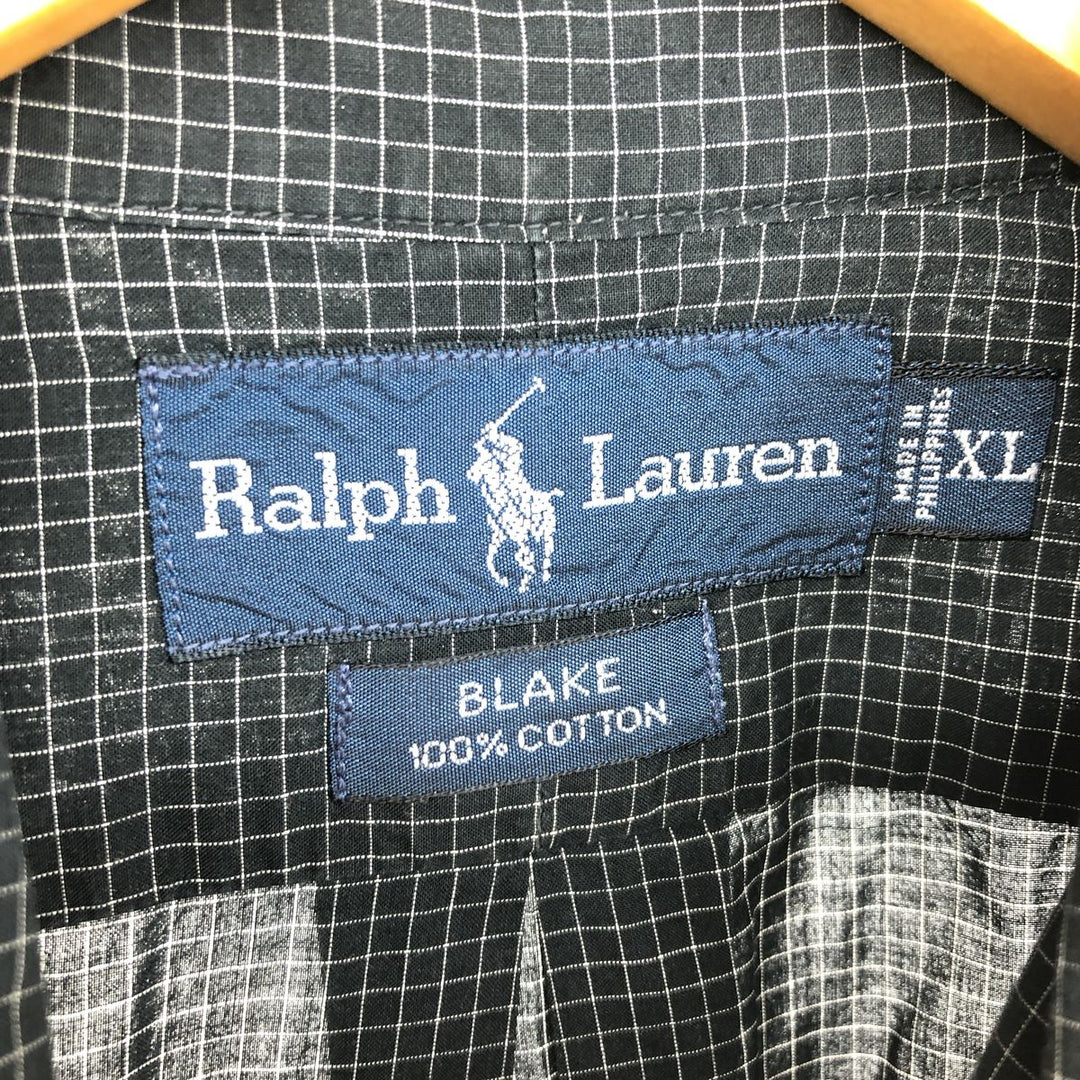 Ralph Lauren
MADE IN
PHILIPPINES
XL
BLAKE
100% COTTON